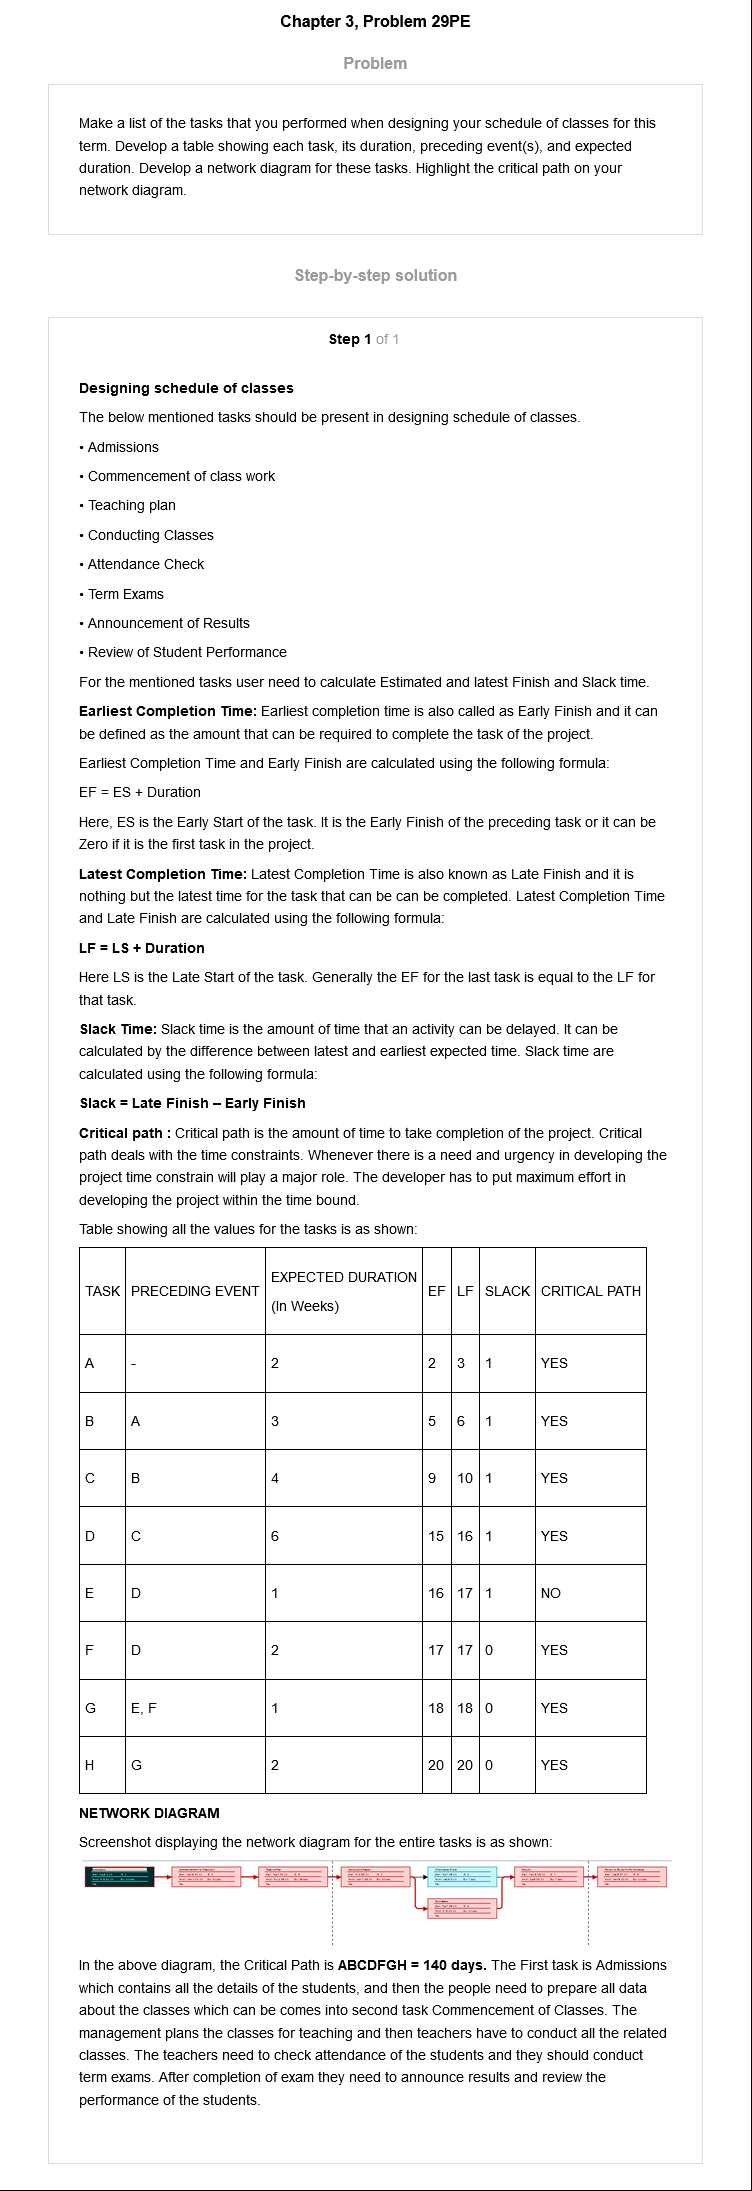 Chapter 3, Problem 29PE
Problem
Make a list of the tasks that you performed when designing your schedule of classes for this
term. Develop a table showing each task, its duration, preceding event(s), and expected
duration. Develop a network diagram for these tasks. Highlight the critical path on your
network diagram.
Step-by-step solution
Step 1 of 1
Designing schedule of classes
The below mentioned tasks should be present in designing schedule of classes.
• Admissions
• Commencement of class work
• Teaching plan
• Conducting Classes
• Attendance Check
• Term Exams
• Announcement of Results
• Review of Student Performance
For the mentioned tasks user need to calculate Estimated and latest Finish and Slack time.
Earliest Completion Time: Earliest completion time is also called as Early Finish and it can
be defined as the amount that can be required to complete the task of the project.
Earliest Completion Time and Early Finish are calculated using the following formula:
EF = ES + Duration
Here, ES is the Early Start of the task. It is the Early Finish of the preceding task or it can be
Zero if it is the first task in the project.
Latest Completion Time: Latest Completion Time is also known as Late Finish and it is
nothing but the latest time for the task that can be can be completed. Latest Completion Time
and Late Finish are calculated using the following formula:
LF = LS + Duration
Here LS is the Late Start of the task. Generally the EF for the last task is equal to the LF for
that task.
Slack Time: Slack time is the amount of time that an activity can be delayed. It can be
calculated by the difference between latest and earliest expected time. Slack time are
calculated using the following formula:
Slack = Late Finish – Early Finish
Critical path : Critical path is the amount of time to take completion of the project. Critical
path deals with the time constraints. Whenever there is a need and urgency in developing the
project time constrain will play a major role. The developer has to put maximum effort in
developing the project within the time bound.
Table showing all the values for the tasks is as shown:
TASK PRECEDING EVENT EXPECTED DURATION (In Weeks) EF LF SLACK CRITICAL PATH
A - 2 2 3 1 YES
B A 3 5 6 1 YES
C B 4 9 10 1 YES
D C 6 15 16 1 YES
E D 1 16 17 1 NO
F D 2 17 17 0 YES
G E, F 1 18 18 0 YES
H G 2 20 20 0 YES
NETWORK DIAGRAM
Screenshot displaying the network diagram for the entire tasks is as shown:
In the above diagram, the Critical Path is ABCDFGH = 140 days. The First task is Admissions
which contains all the details of the students, and then the people need to prepare all data
about the classes which can be comes into second task Commencement of Classes. The
management plans the classes for teaching and then teachers have to conduct all the related
classes. The teachers need to check attendance of the students and they should conduct
term exams. After completion of exam they need to announce results and review the
performance of the students.